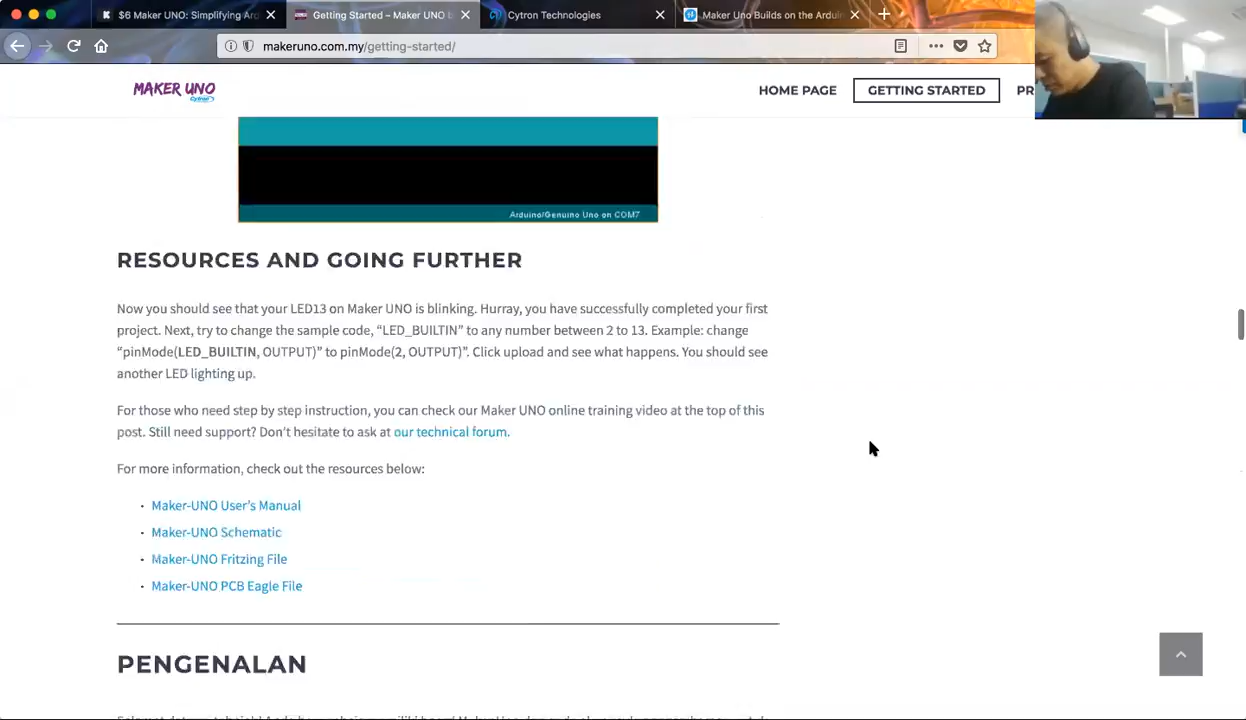 $6 Maker UNO: Simplifying Ard
Getting Started – Maker UNO b
Cytron Technologies
Maker Uno Builds on the Arduin
makeruno.com.my/getting-started/
MAKER UNO
Cytron
HOME PAGE
GETTING STARTED
PR
Arduino/Genuino Uno on COM7
RESOURCES AND GOING FURTHER
Now you should see that your LED13 on Maker UNO is blinking. Hurray, you have successfully completed your first
project. Next, try to change the sample code, “LED_BUILTIN” to any number between 2 to 13. Example: change
“pinMode(LED_BUILTIN, OUTPUT)” to pinMode(2, OUTPUT)”. Click upload and see what happens. You should see
another LED lighting up.
For those who need step by step instruction, you can check our Maker UNO online training video at the top of this
post. Still need support? Don’t hesitate to ask at our technical forum.
For more information, check out the resources below:
Maker-UNO User’s Manual
Maker-UNO Schematic
Maker-UNO Fritzing File
Maker-UNO PCB Eagle File
PENGENALAN